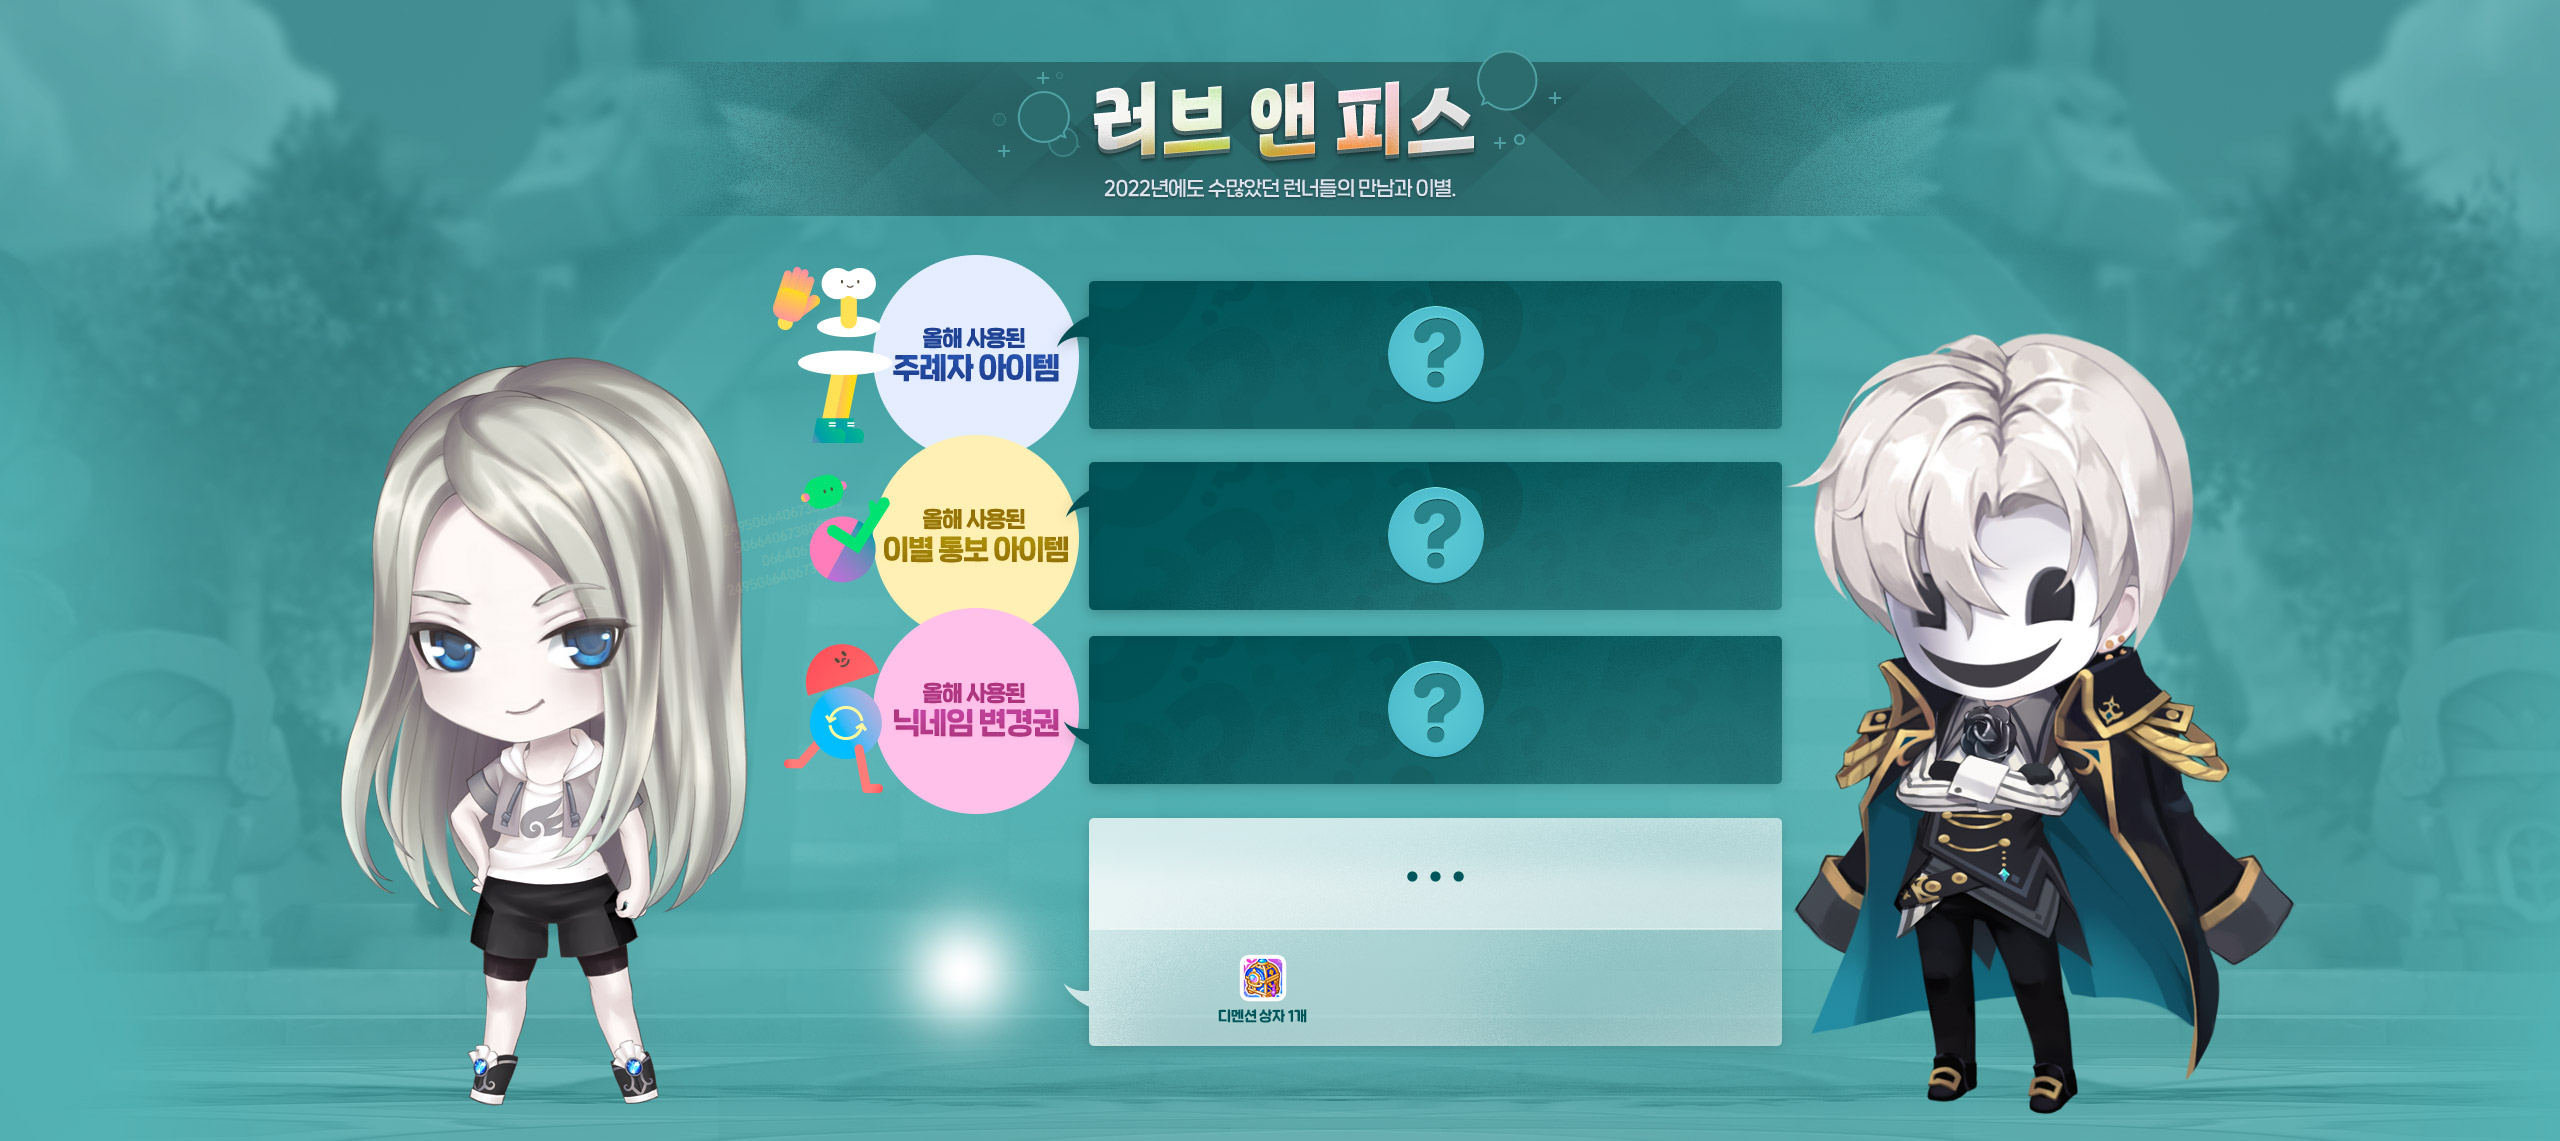 러브 앤 피스
2022년에도 수많았던 런너들의 만남과 이별.
올해 사용된
주례자 아이템
?
올해 사용된
이별 통보 아이템
?
올해 사용된
닉네임 변경권
?
...
디멘션 상자 1개